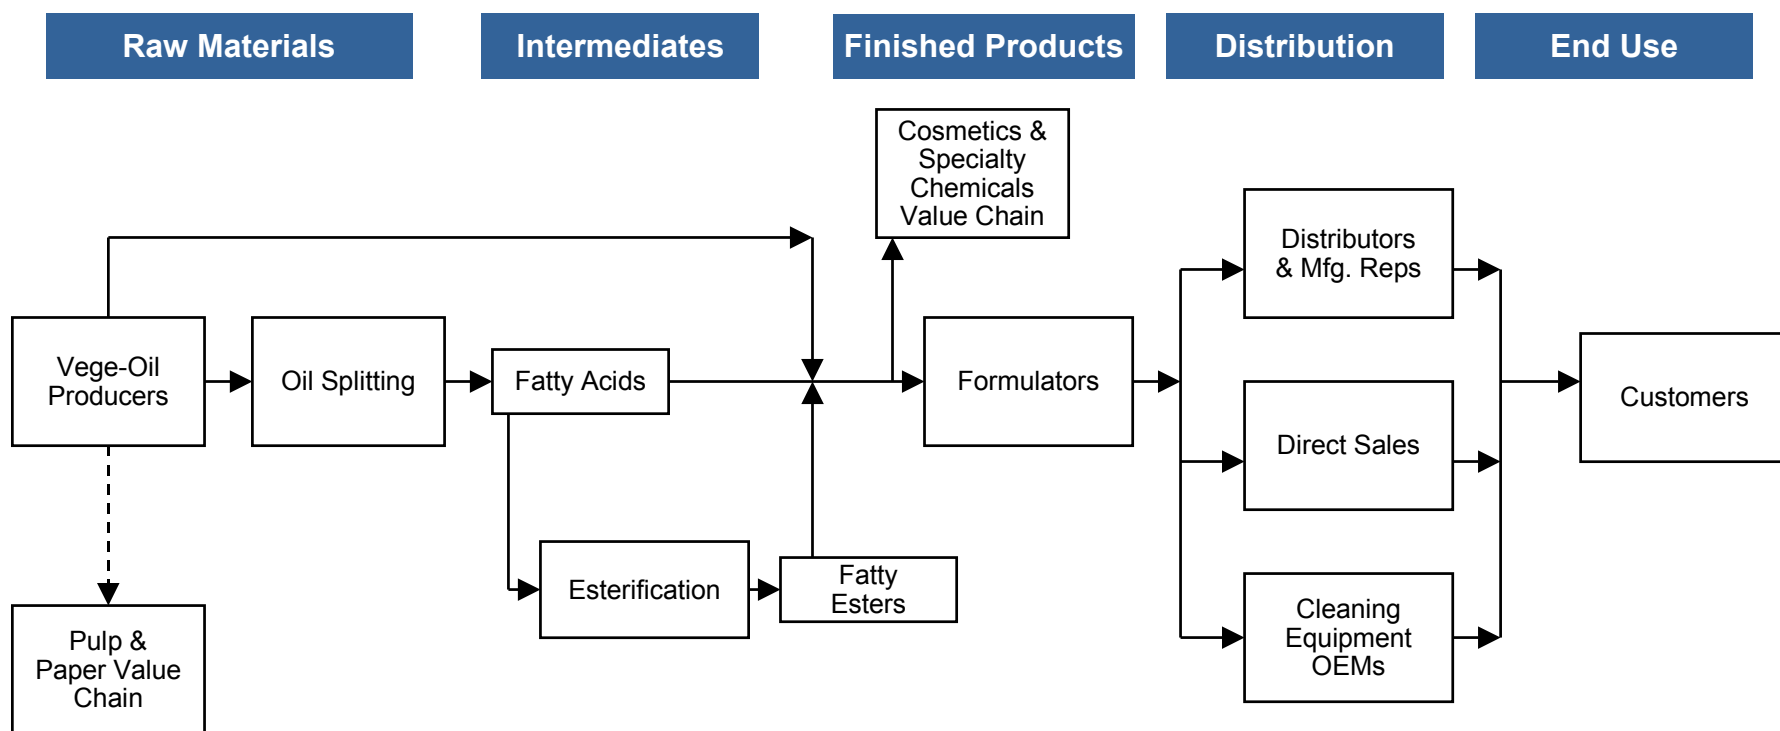 Raw Materials
Intermediates
Finished Products
Distribution
End Use
Cosmetics &
Specialty
Chemicals
Value Chain
Distributors
& Mfg. Reps
Vege-Oil
Producers
Oil Splitting
Fatty Acids
Formulators
Customers
Direct Sales
Esterification
Fatty
Esters
Cleaning
Equipment
OEMs
Pulp &
Paper Value
Chain